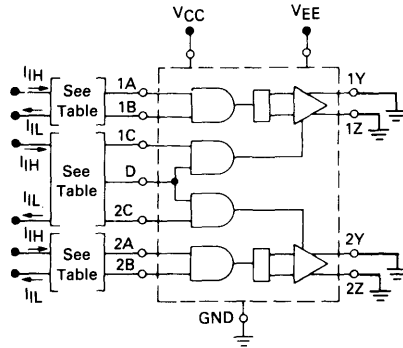 VCC VEE
IIH See Table 1A 1Y
IIL 1B 1Z
IIH See Table 1C
D
IIL 2C
IIH See Table 2A 2Y
IIL 2B 2Z
GND